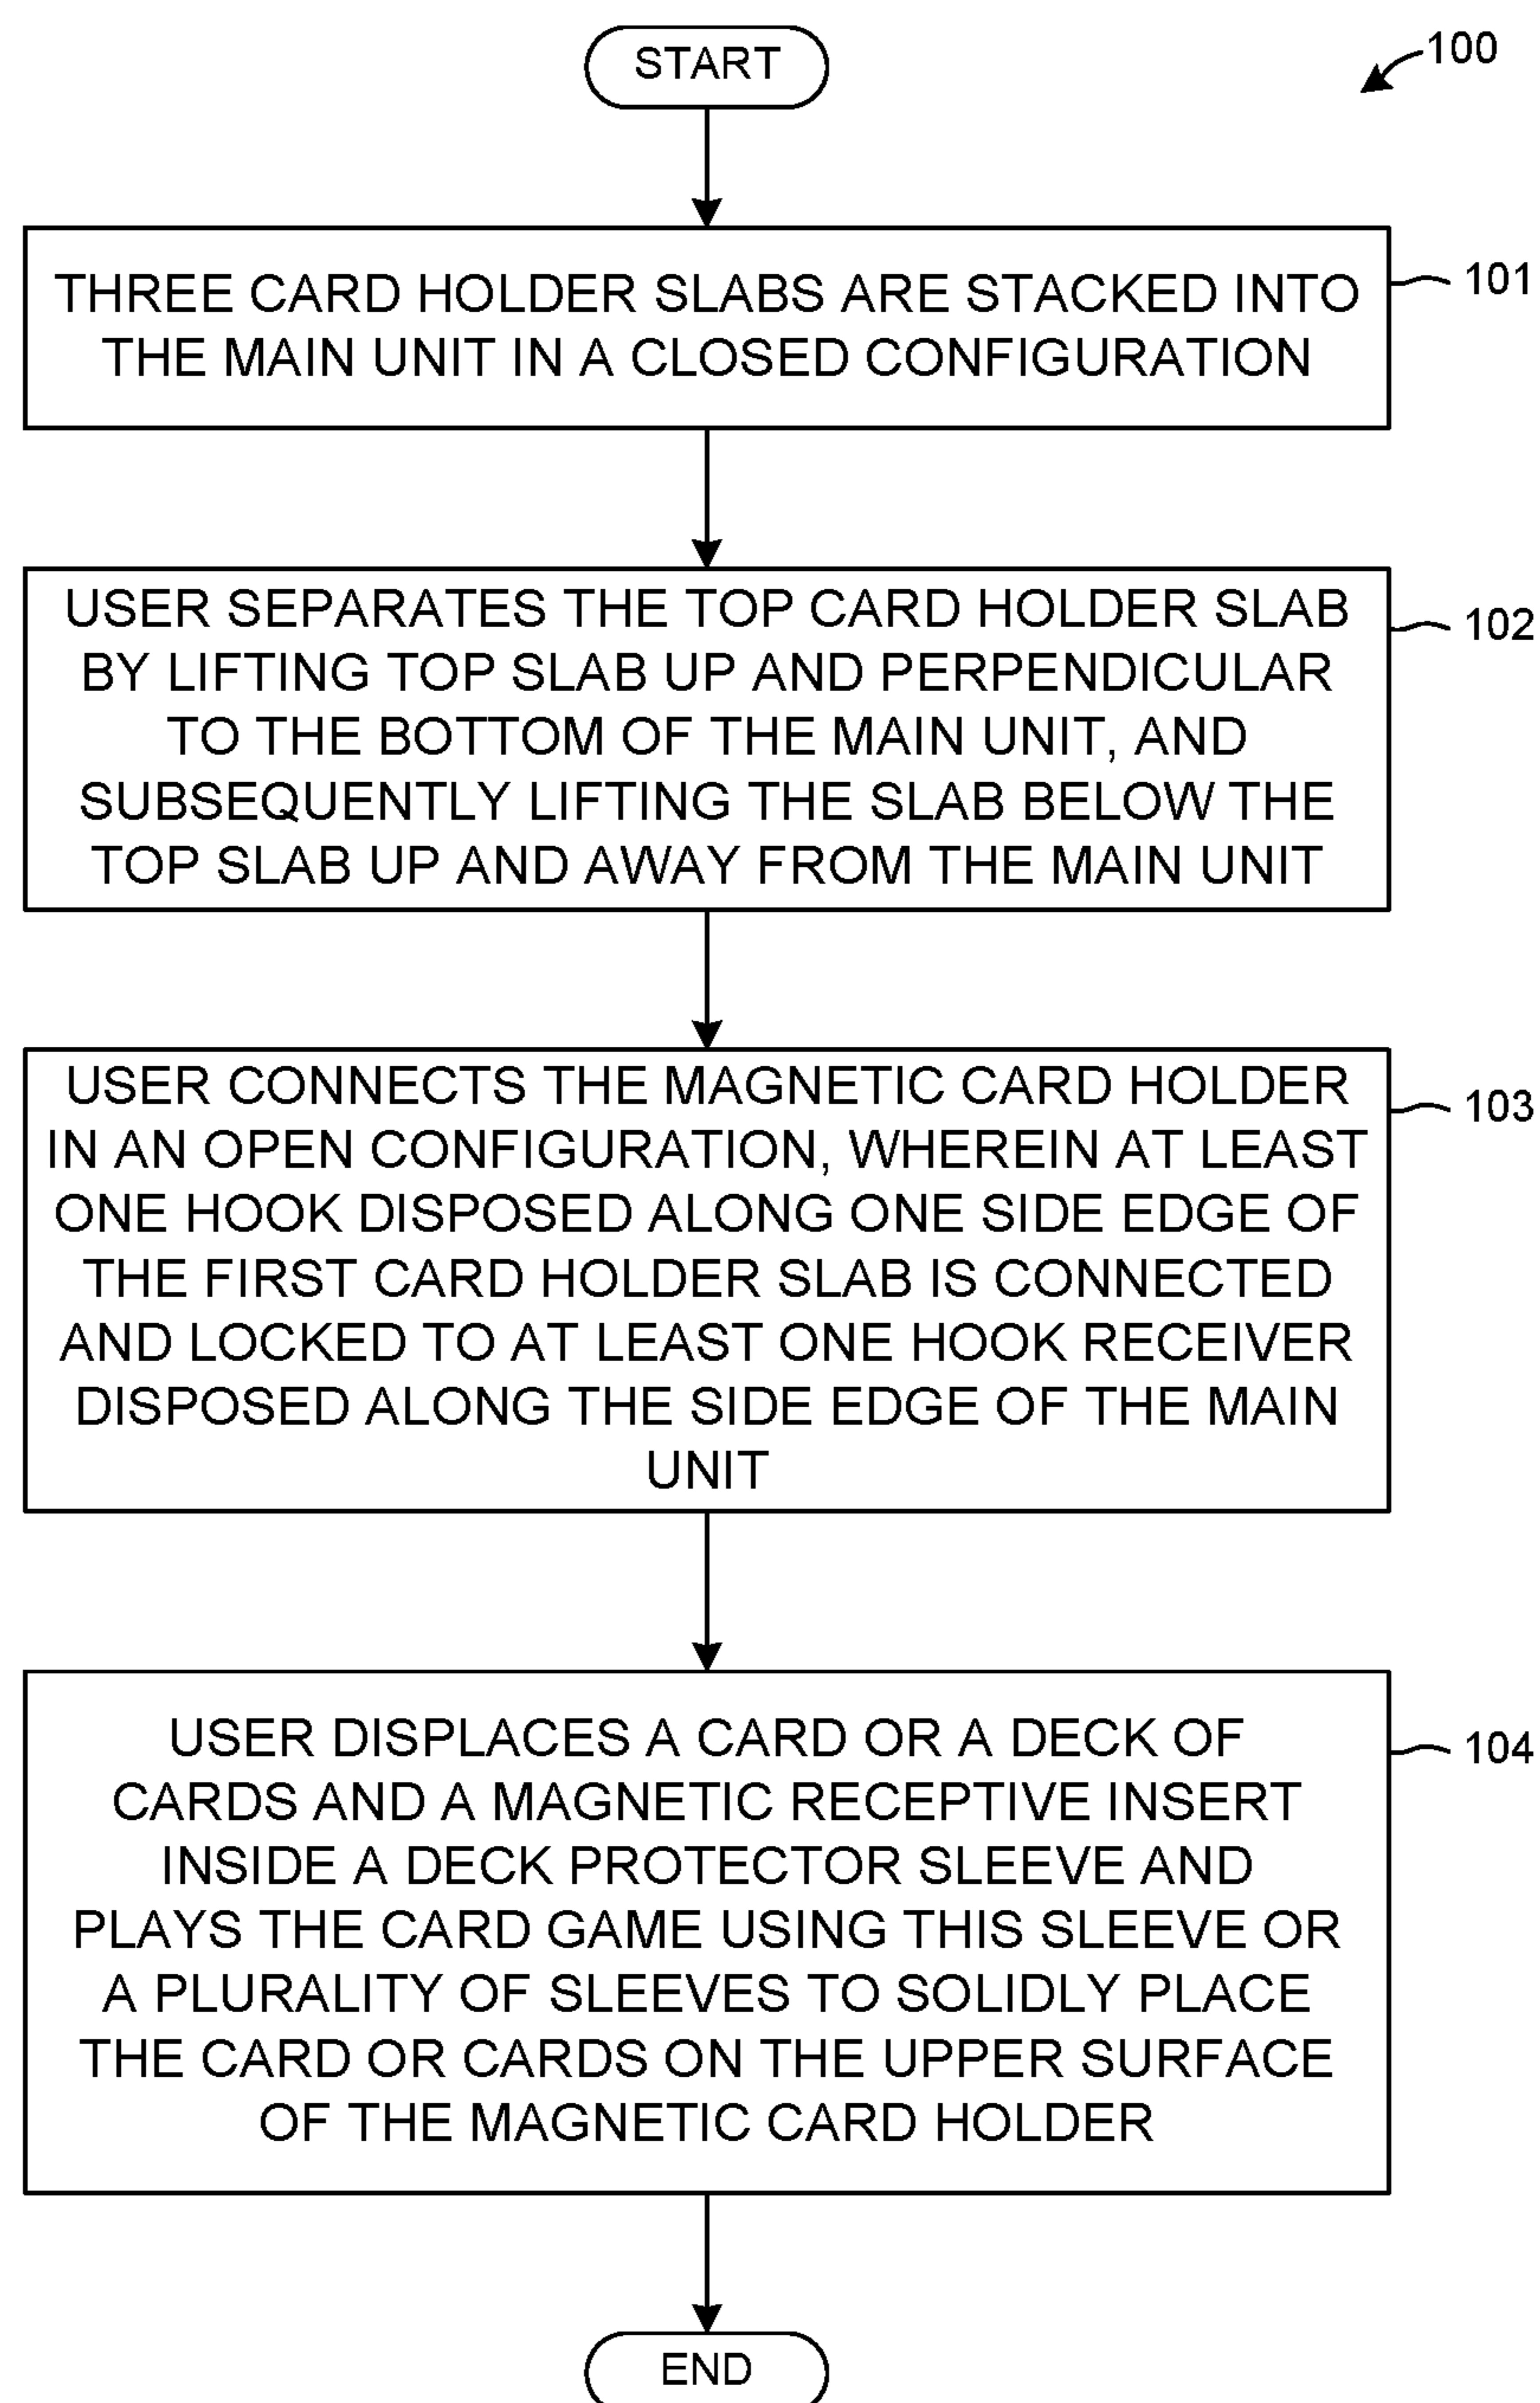 START
100
THREE CARD HOLDER SLABS ARE STACKED INTO
THE MAIN UNIT IN A CLOSED CONFIGURATION
101
USER SEPARATES THE TOP CARD HOLDER SLAB
BY LIFTING TOP SLAB UP AND PERPENDICULAR
TO THE BOTTOM OF THE MAIN UNIT, AND
SUBSEQUENTLY LIFTING THE SLAB BELOW THE
TOP SLAB UP AND AWAY FROM THE MAIN UNIT
102
USER CONNECTS THE MAGNETIC CARD HOLDER
IN AN OPEN CONFIGURATION, WHEREIN AT LEAST
ONE HOOK DISPOSED ALONG ONE SIDE EDGE OF
THE FIRST CARD HOLDER SLAB IS CONNECTED
AND LOCKED TO AT LEAST ONE HOOK RECEIVER
DISPOSED ALONG THE SIDE EDGE OF THE MAIN
UNIT
103
USER DISPLACES A CARD OR A DECK OF
CARDS AND A MAGNETIC RECEPTIVE INSERT
INSIDE A DECK PROTECTOR SLEEVE AND
PLAYS THE CARD GAME USING THIS SLEEVE OR
A PLURALITY OF SLEEVES TO SOLIDLY PLACE
THE CARD OR CARDS ON THE UPPER SURFACE
OF THE MAGNETIC CARD HOLDER
104
END